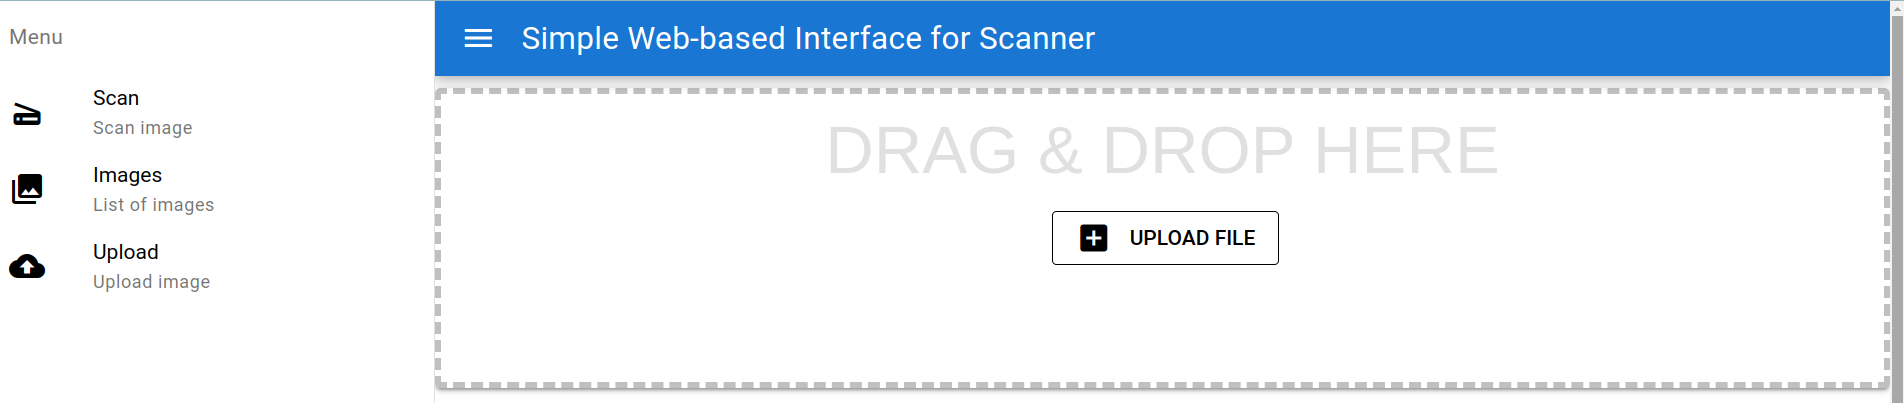 Menu
Scan
Scan image
Images
List of images
Upload
Upload image
Simple Web-based Interface for Scanner
DRAG & DROP HERE
UPLOAD FILE